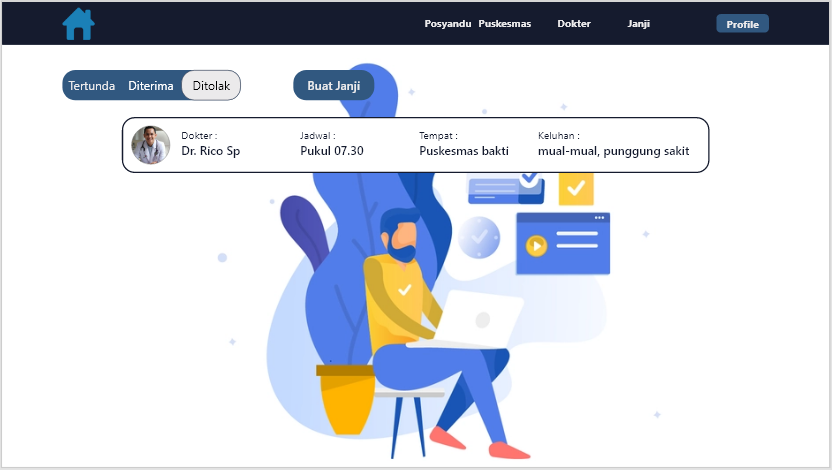 Posyandu Puskesmas Dokter Janji Profile
Tertunda Diterima Ditolak Buat Janji
Dokter : Jadwal : Tempat : Keluhan :
Dr. Rico Sp Pukul 07.30 Puskesmas bakti mual-mual, punggung sakit